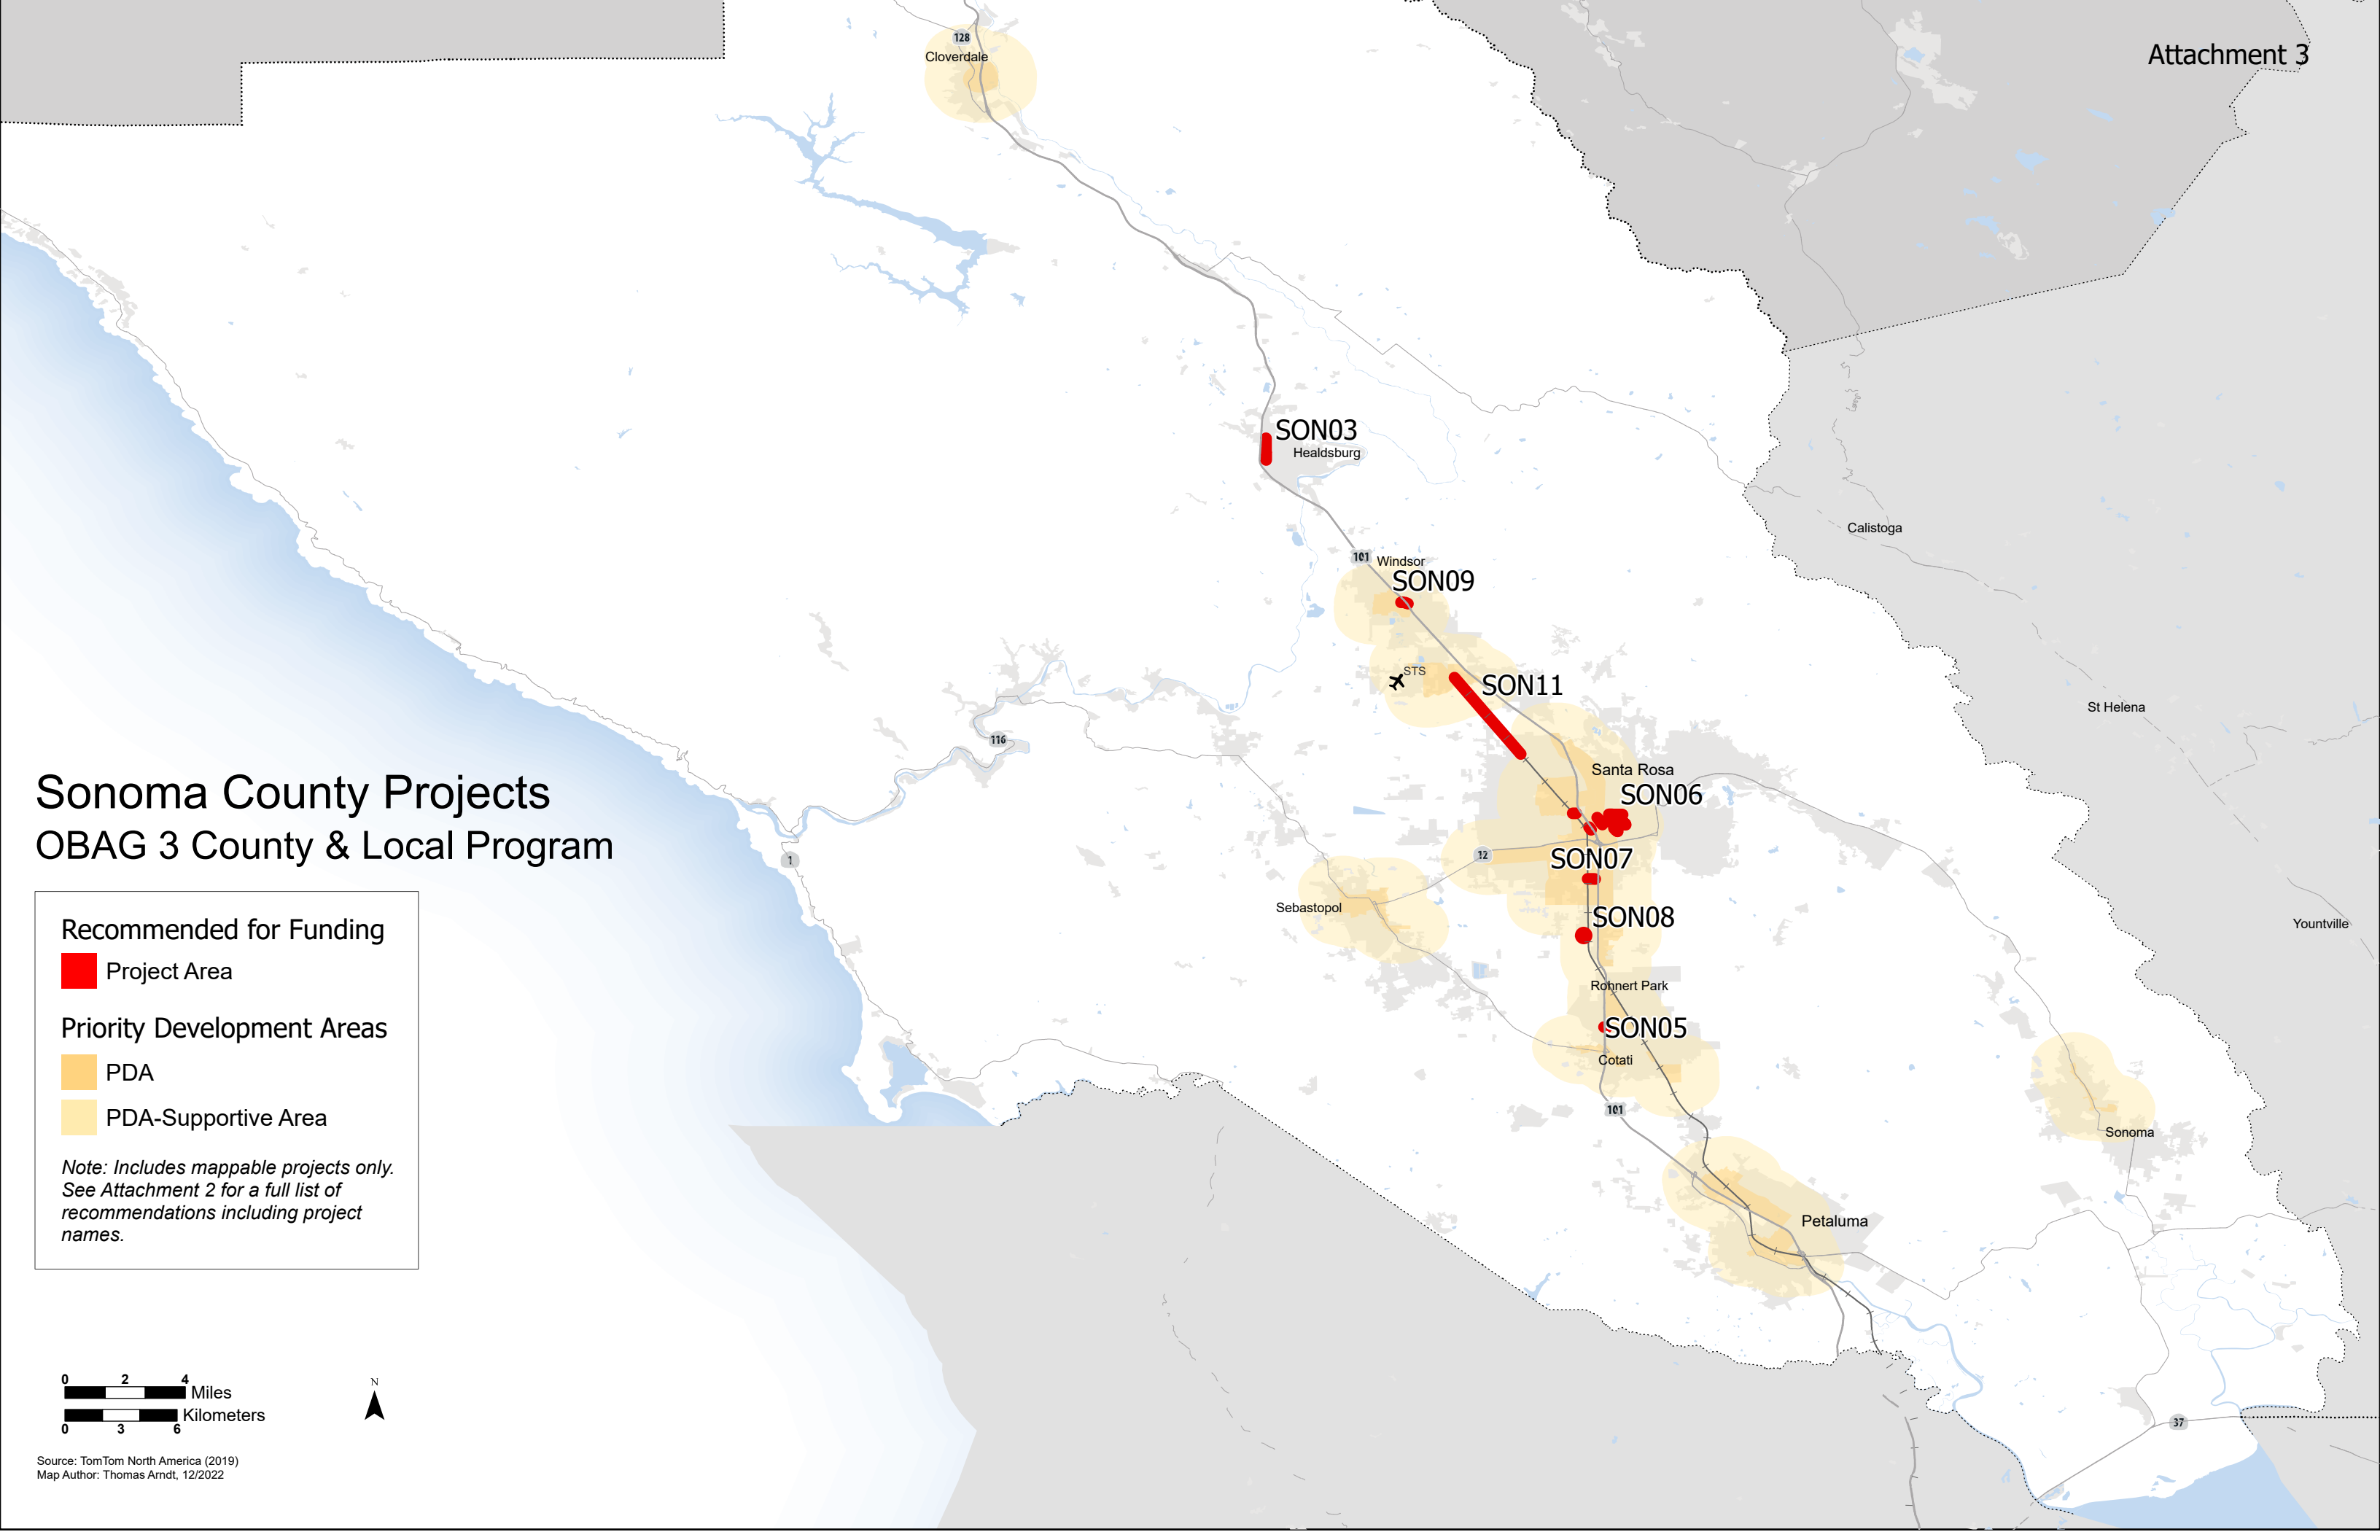 Attachment 3
128
Cloverdale
SON03
Healdsburg
Calistoga
101
Windsor
SON09
STS
SON11
St Helena
116
Santa Rosa
SON06
1
12
SON07
Sebastopol
SON08
Yountville
Rohnert Park
SON05
Cotati
101
Sonoma
Petaluma
37
Sonoma County Projects
OBAG 3 County & Local Program
Recommended for Funding
Project Area
Priority Development Areas
PDA
PDA-Supportive Area
Note: Includes mappable projects only.
See Attachment 2 for a full list of
recommendations including project
names.
0 2 4
Miles
Kilometers
0 3 6
N
Source: TomTom North America (2019)
Map Author: Thomas Arndt, 12/2022